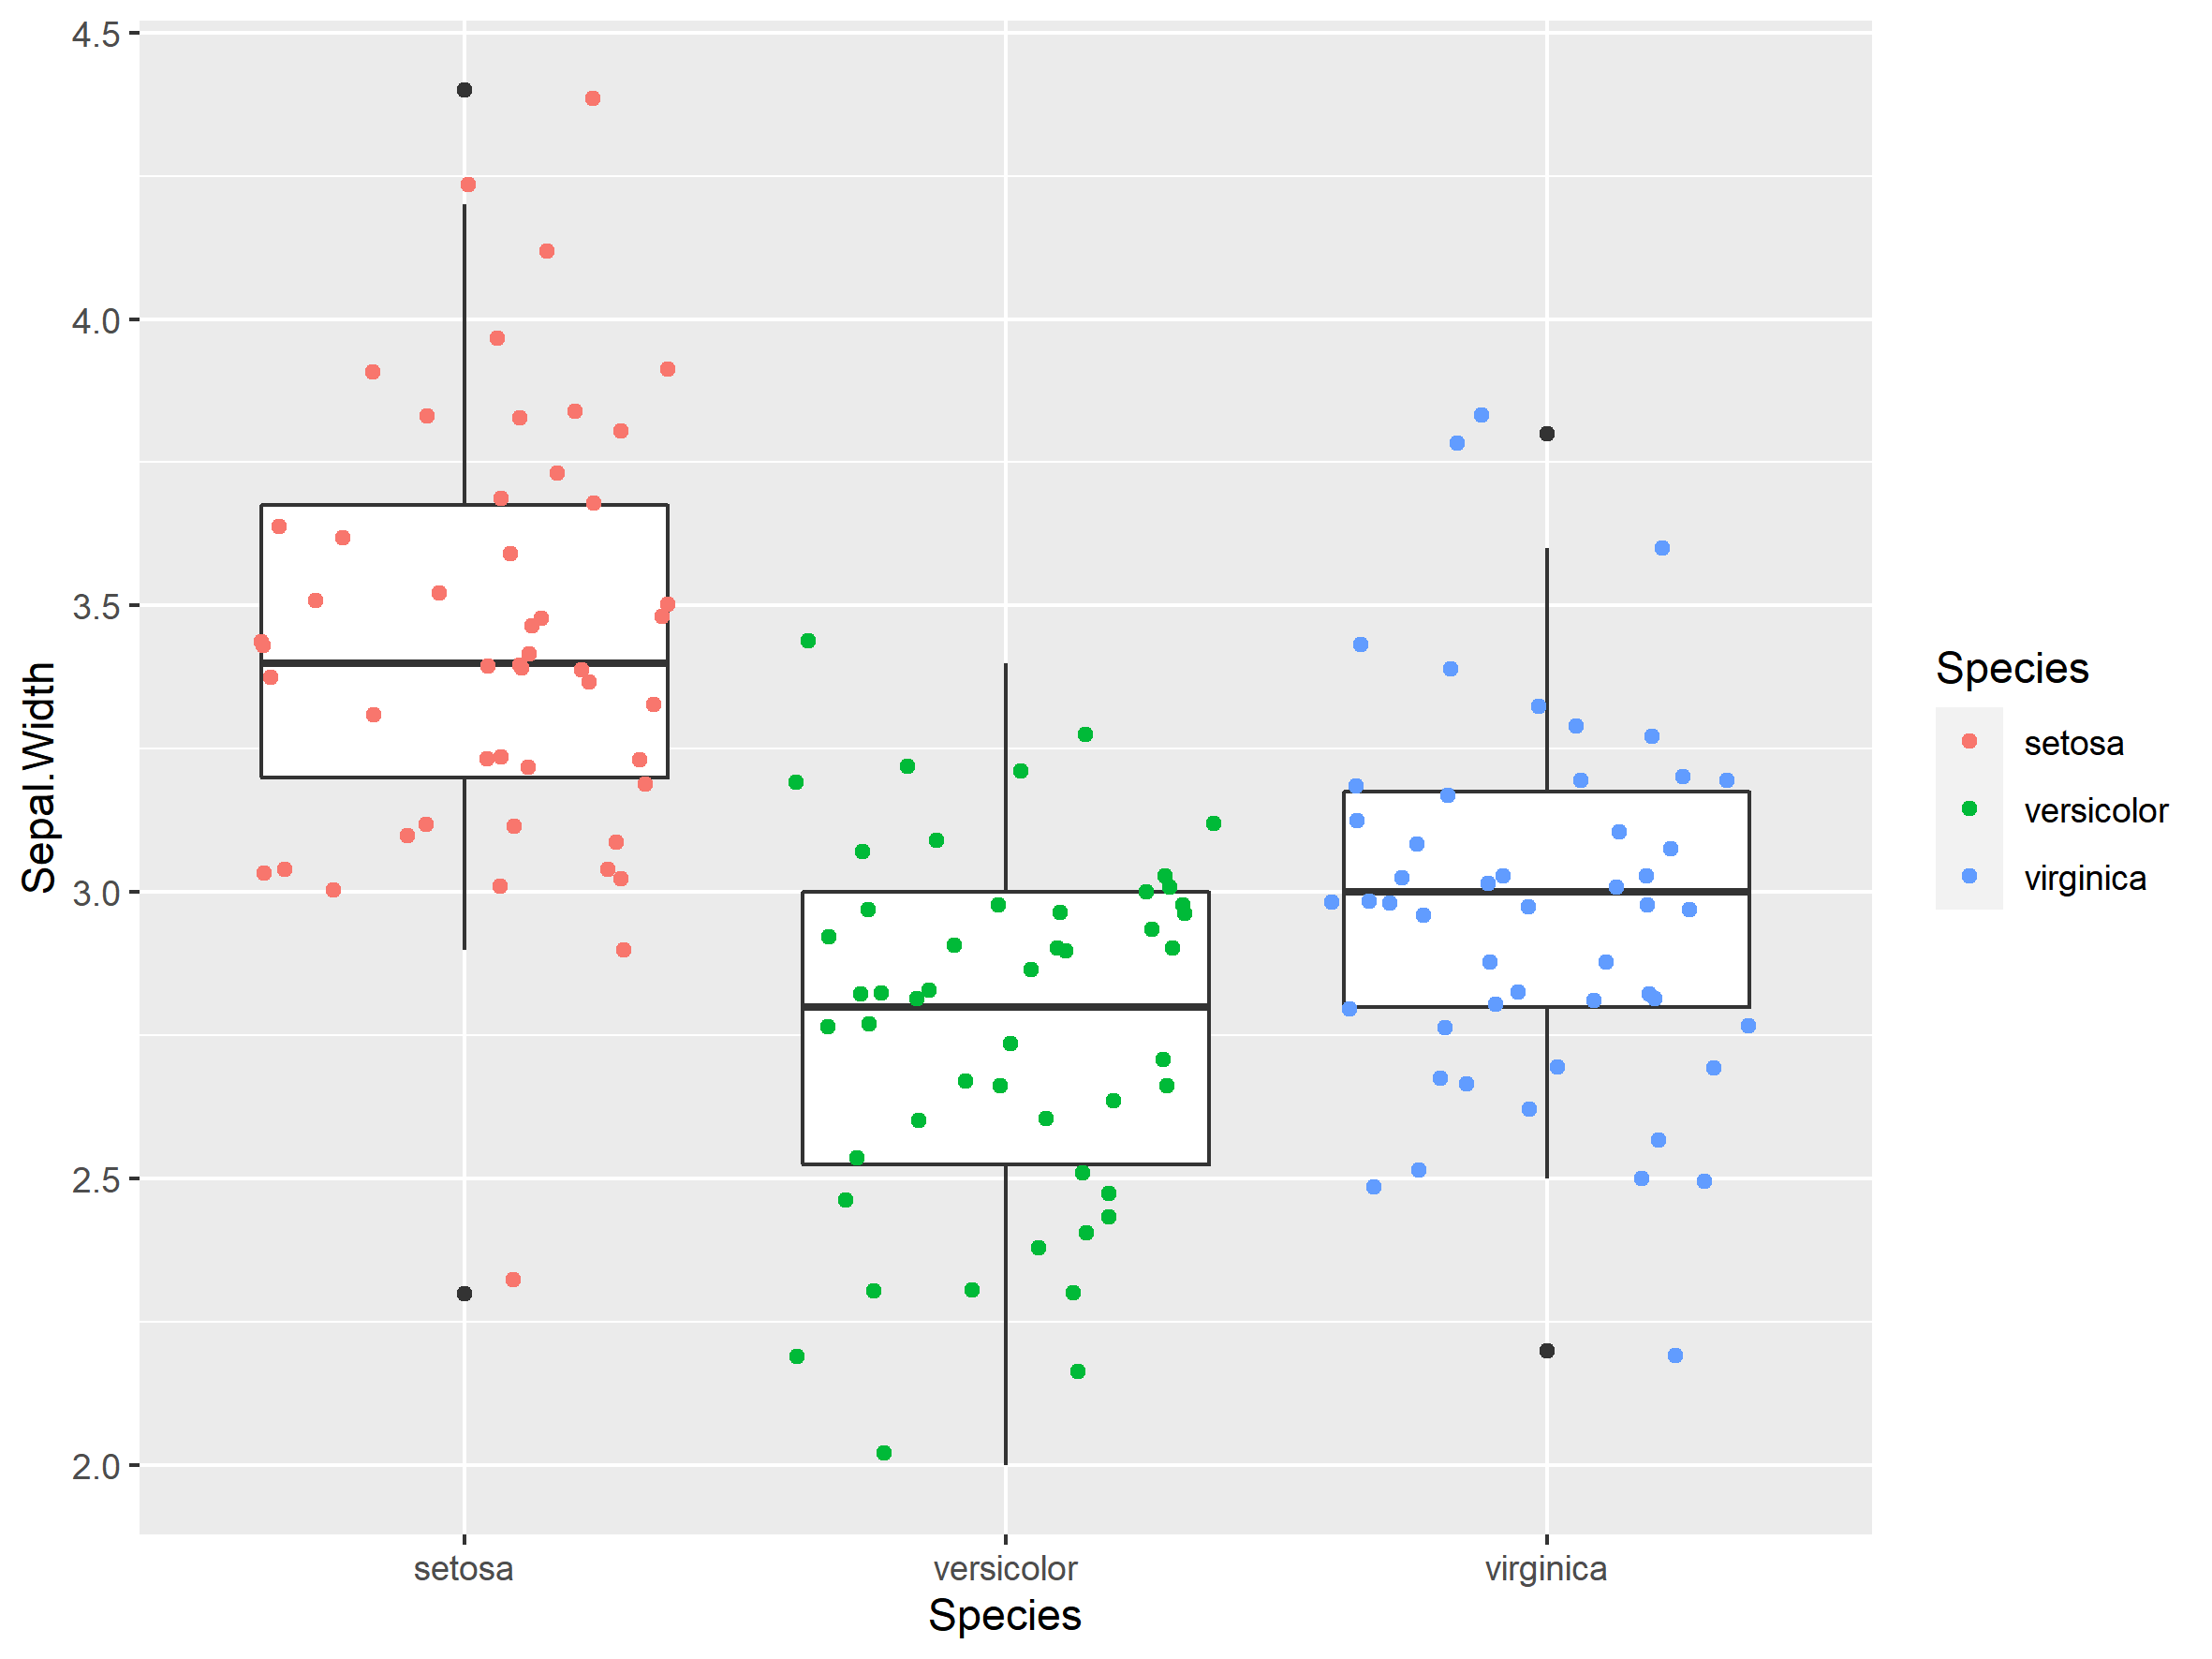 4.5
4.0
3.5
3.0
2.5
2.0
Sepal.Width
setosa
versicolor
virginica
Species
Species
setosa
versicolor
virginica